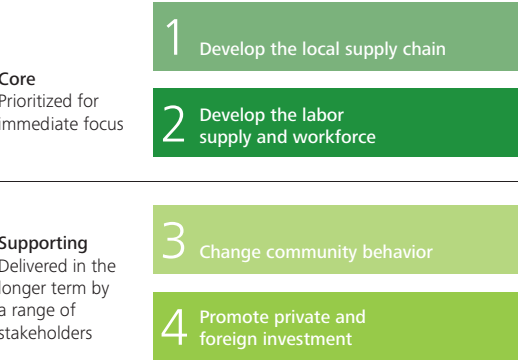 Core
Prioritized for
immediate focus
1 Develop the local supply chain
2 Develop the labor
supply and workforce
Supporting
Delivered in the
longer term by
a range of
stakeholders
3 Change community behavior
4 Promote private and
foreign investment